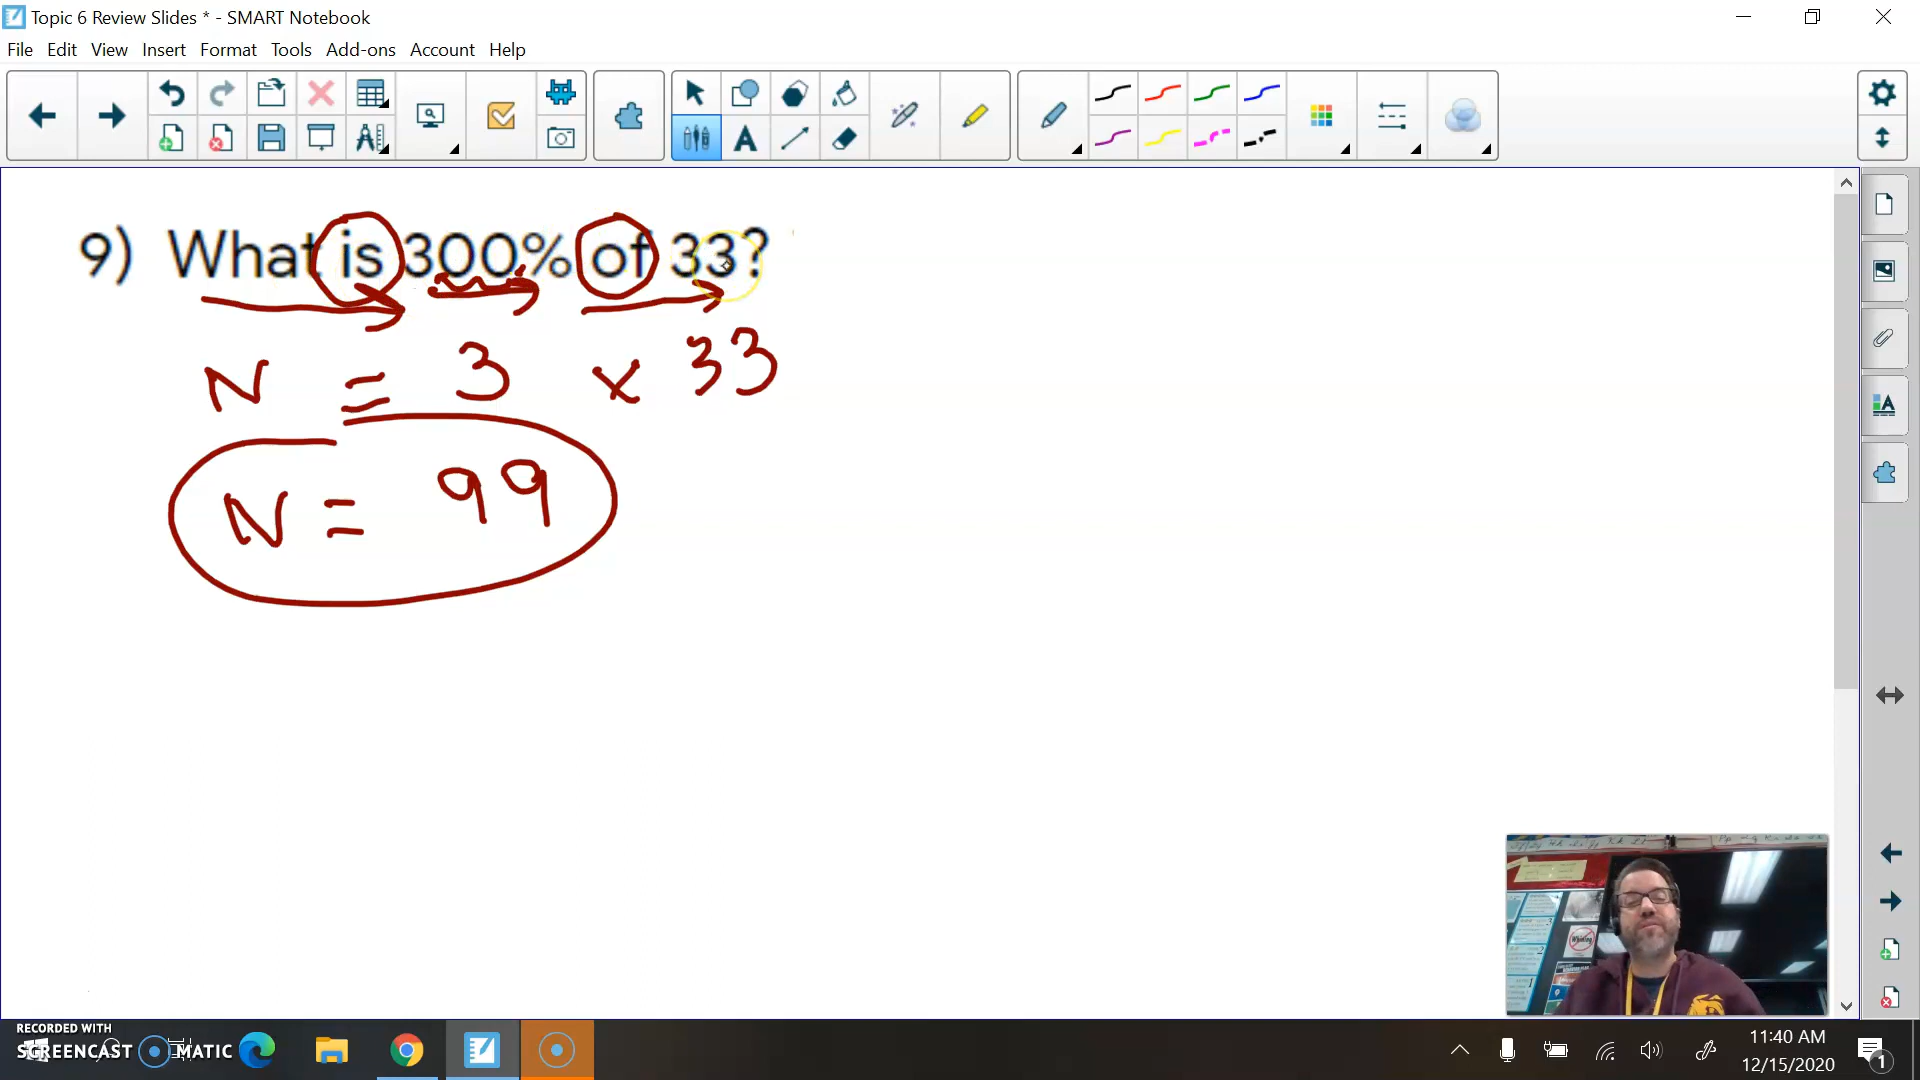 Topic 6 Review Slides * - SMART Notebook
File Edit View Insert Format Tools Add-ons Account Help
9) What is 300% of 33?
N = 3 x 33
N = 99
RECORDED WITH
SCREENCAST MATIC
11:40 AM
12/15/2020
1